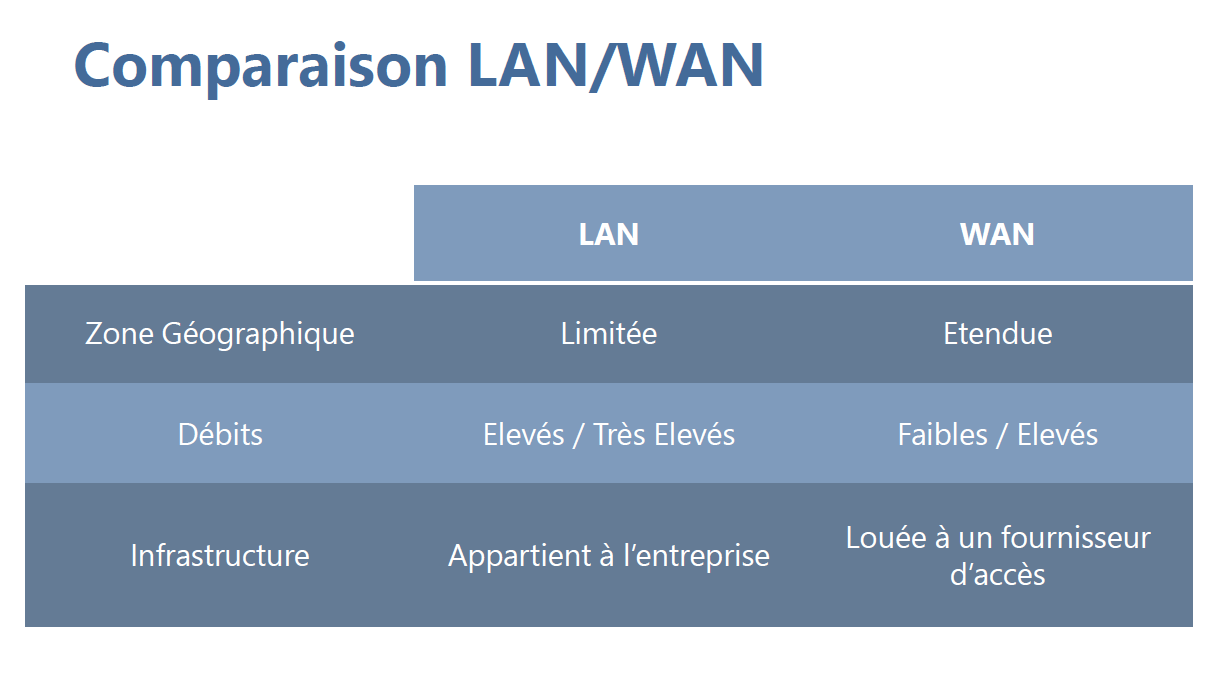 Comparaison LAN/WAN
LAN WAN
Zone Géographique Limitée Etendue
Débits Elevés / Très Elevés Faibles / Elevés
Infrastructure Appartient à l’entreprise Louée à un fournisseur
d’accès